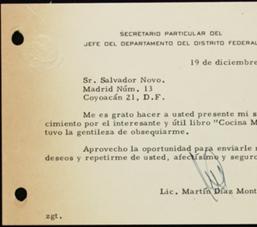 SECRETARIO PARTICULAR DEL
JEFE DEL DEPARTAMENTO DEL DISTRITO FEDERAL
19 de diciembre
Sr. Salvador Novo.
Madrid Núm. 13
Coyoacán 21, D.F.
Me es grato hacer a usted presente mi s
cimiento por el interesante y útil libro "Cocina M
tuvo la gentileza de obsequiarme.
Aprovecho la oportunidad para enviarle
deseos y repetirme de usted, afectísimo y seguro
Lic. Martín Díaz Mont
zgt.